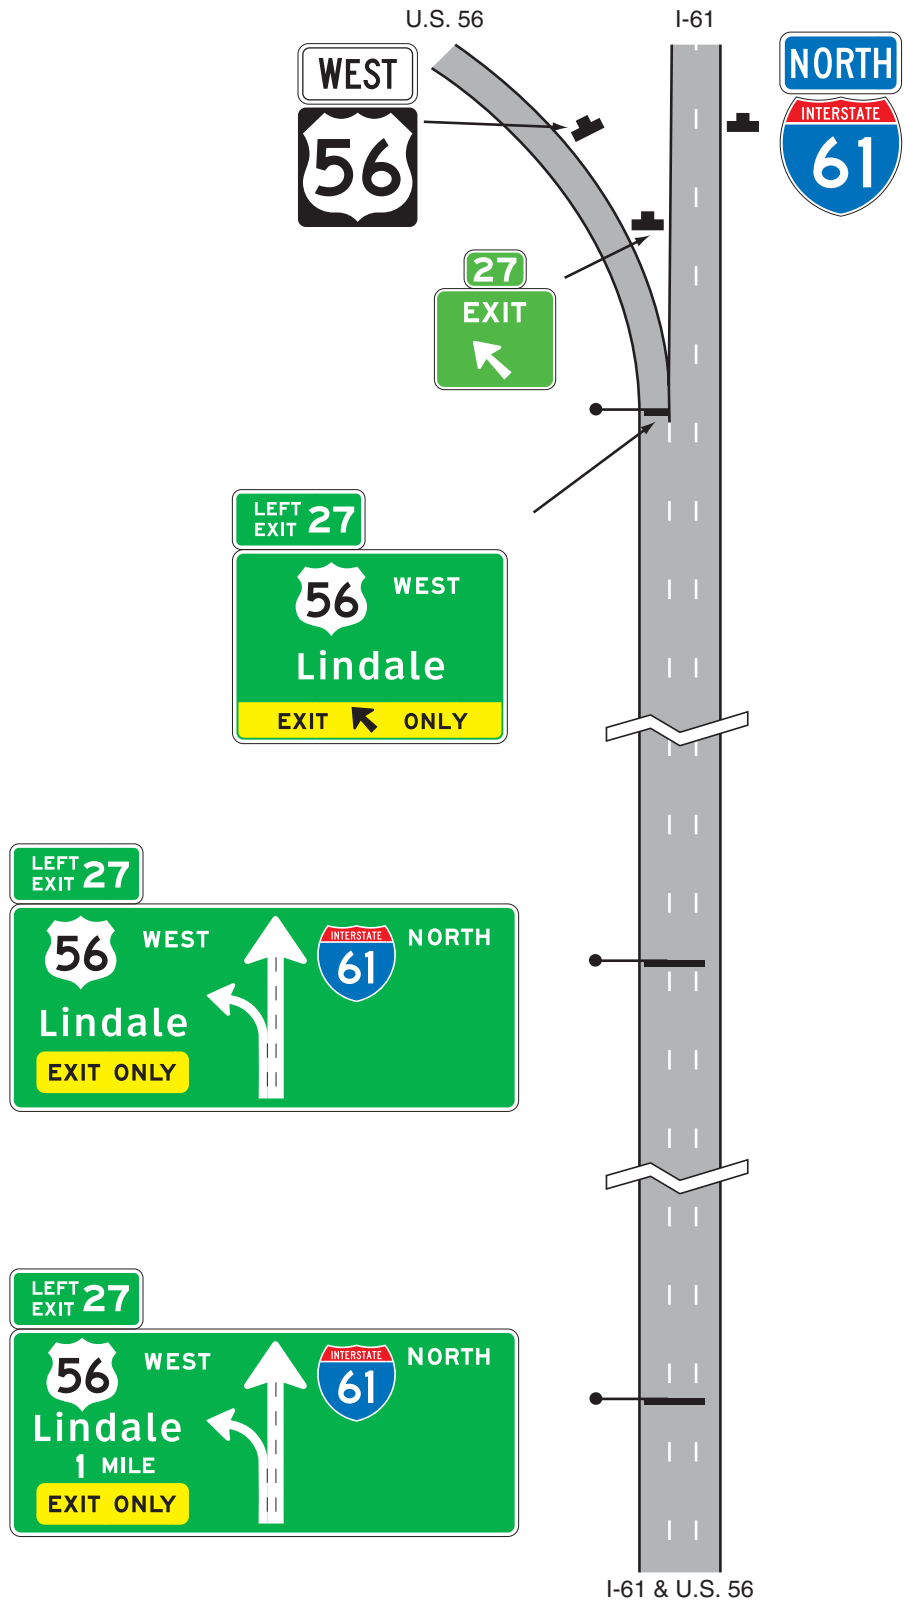 U.S. 56
I-61
WEST
56
NORTH
INTERSTATE
61
27
EXIT
LEFT
EXIT 27
56 WEST
Lindale
EXIT ONLY
LEFT
EXIT 27
56 WEST
INTERSTATE
61 NORTH
Lindale
EXIT ONLY
LEFT
EXIT 27
56 WEST
INTERSTATE
61 NORTH
Lindale
1 MILE
EXIT ONLY
I-61 & U.S. 56